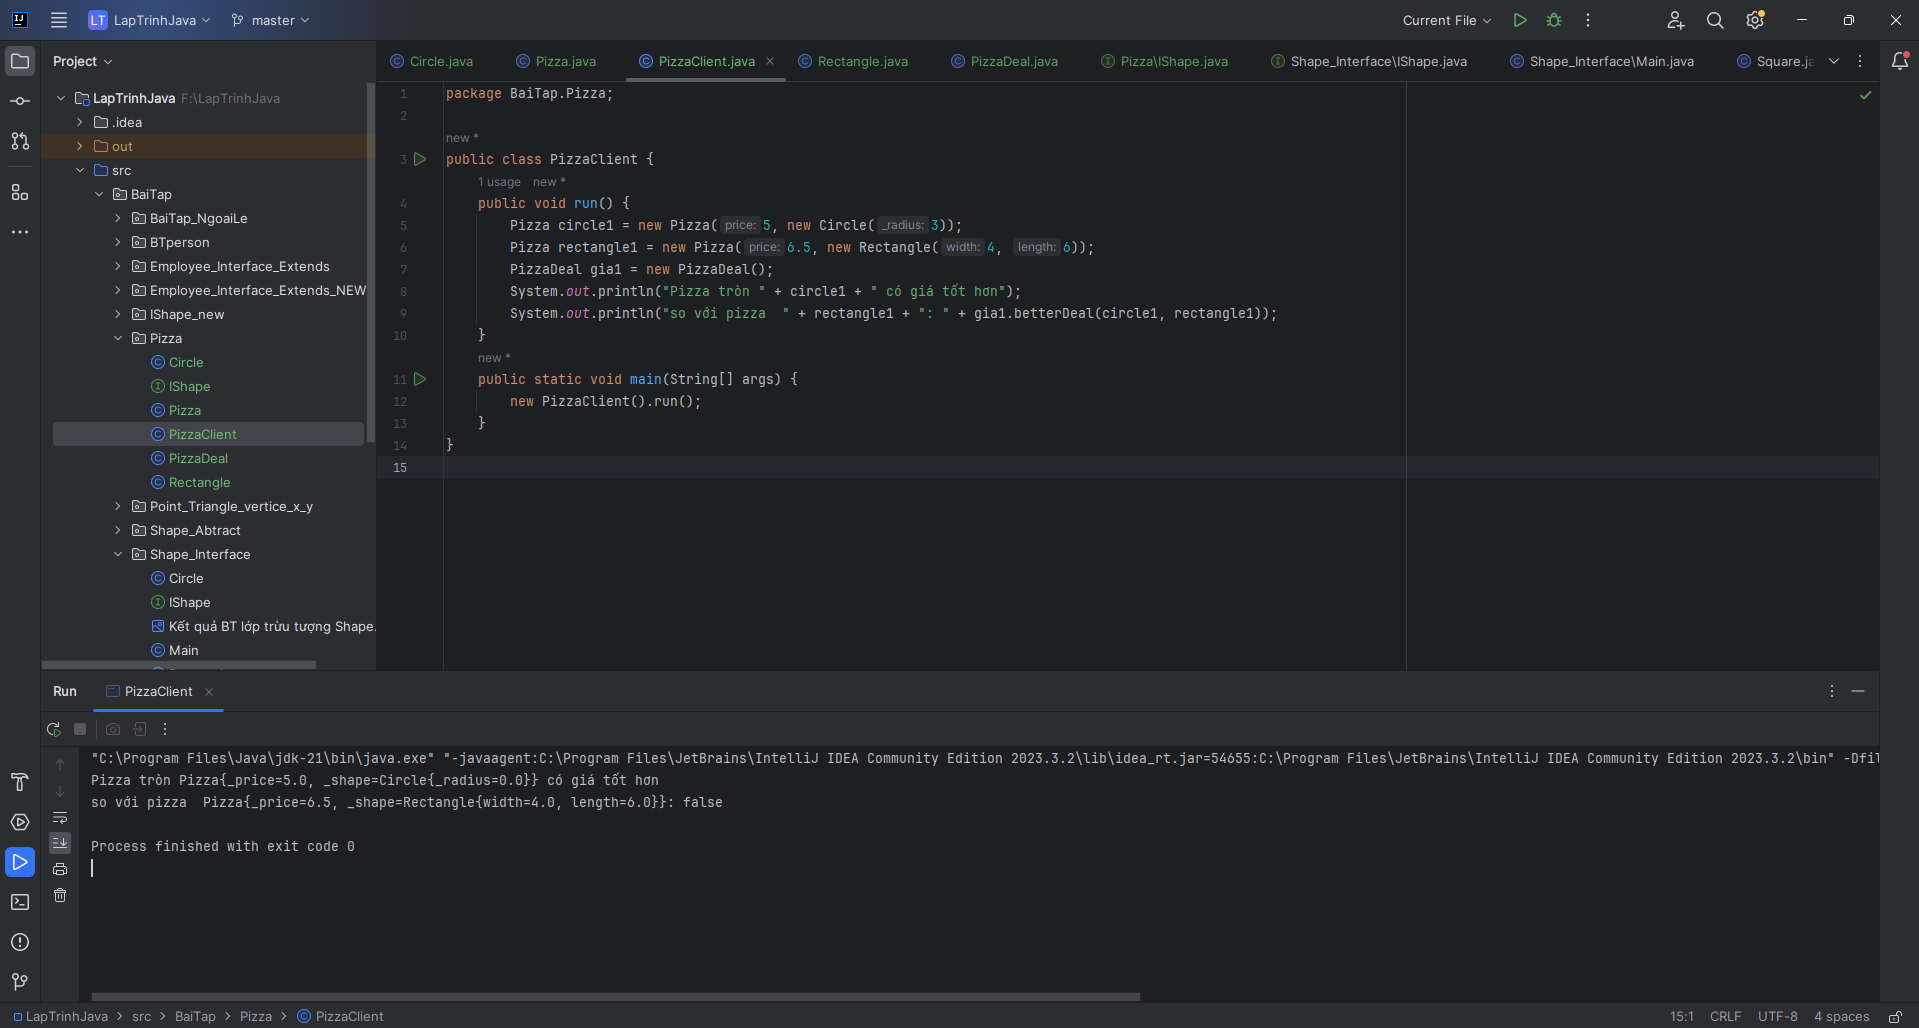 LT LapTrinhJava master Current File
Project
Circle.java Pizza.java PizzaClient.java Rectangle.java PizzaDeal.java Pizza\IShape.java Shape_Interface\IShape.java Shape_Interface\Main.java Square.ja
LapTrinhJava F:\LapTrinhJava
.idea
out
src
BaiTap
BaiTap_NgoaiLe
BTperson
Employee_Interface_Extends
Employee_Interface_Extends_NEW
IShape_new
Pizza
Circle
IShape
Pizza
PizzaClient
PizzaDeal
Rectangle
Point_Triangle_vertice_x_y
Shape_Abtract
Shape_Interface
Circle
IShape
Kết quả BT lớp trừu tượng Shape.
Main
1 package BaiTap.Pizza;
2
new *
3 public class PizzaClient {
1 usage new *
4 public void run() {
5 Pizza circle1 = new Pizza( price: 5, new Circle( _radius: 3));
6 Pizza rectangle1 = new Pizza( price: 6.5, new Rectangle( width: 4, length: 6));
7 PizzaDeal gia1 = new PizzaDeal();
8 System.out.println("Pizza tròn " + circle1 + " có giá tốt hơn");
9 System.out.println("so với pizza  " + rectangle1 + ": " + gia1.betterDeal(circle1, rectangle1));
10 }
new *
11 public static void main(String[] args) {
12 new PizzaClient().run();
13 }
14 }
15
Run PizzaClient
"C:\Program Files\Java\jdk-21\bin\java.exe" "-javaagent:C:\Program Files\JetBrains\IntelliJ IDEA Community Edition 2023.3.2\lib\idea_rt.jar=54655:C:\Program Files\JetBrains\IntelliJ IDEA Community Edition 2023.3.2\bin" -Dfil
Pizza tròn Pizza{_price=5.0, _shape=Circle{_radius=0.0}} có giá tốt hơn
so với pizza  Pizza{_price=6.5, _shape=Rectangle{width=4.0, length=6.0}}: false
Process finished with exit code 0
LapTrinhJava > src > BaiTap > Pizza > PizzaClient 15:1 CRLF UTF-8 4 spaces